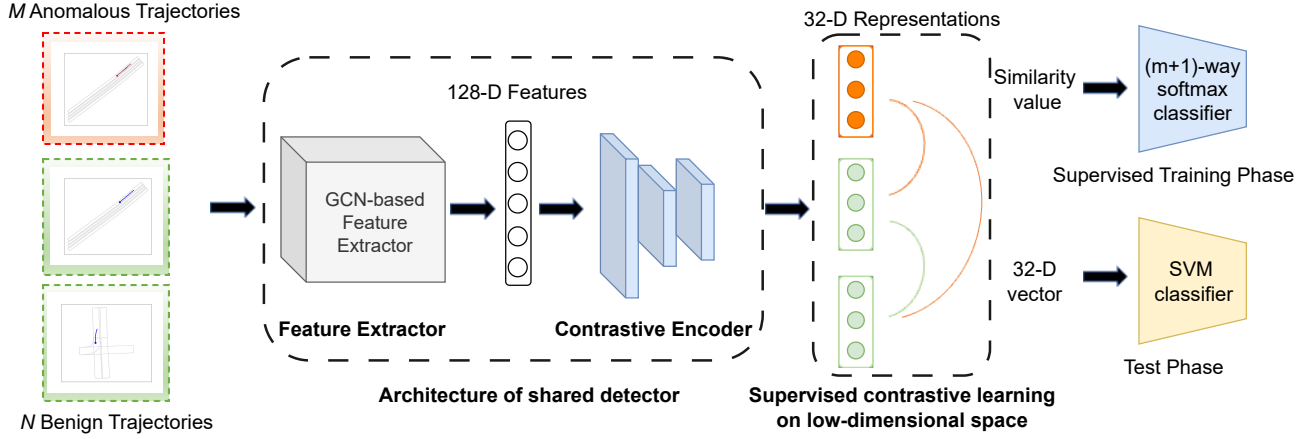 M Anomalous Trajectories
N Benign Trajectories
128-D Features
GCN-based
Feature
Extractor
Feature Extractor
Contrastive Encoder
Architecture of shared detector
32-D Representations
Supervised contrastive learning
on low-dimensional space
Similarity
value
(m+1)-way
softmax
classifier
Supervised Training Phase
32-D
vector
SVM
classifier
Test Phase